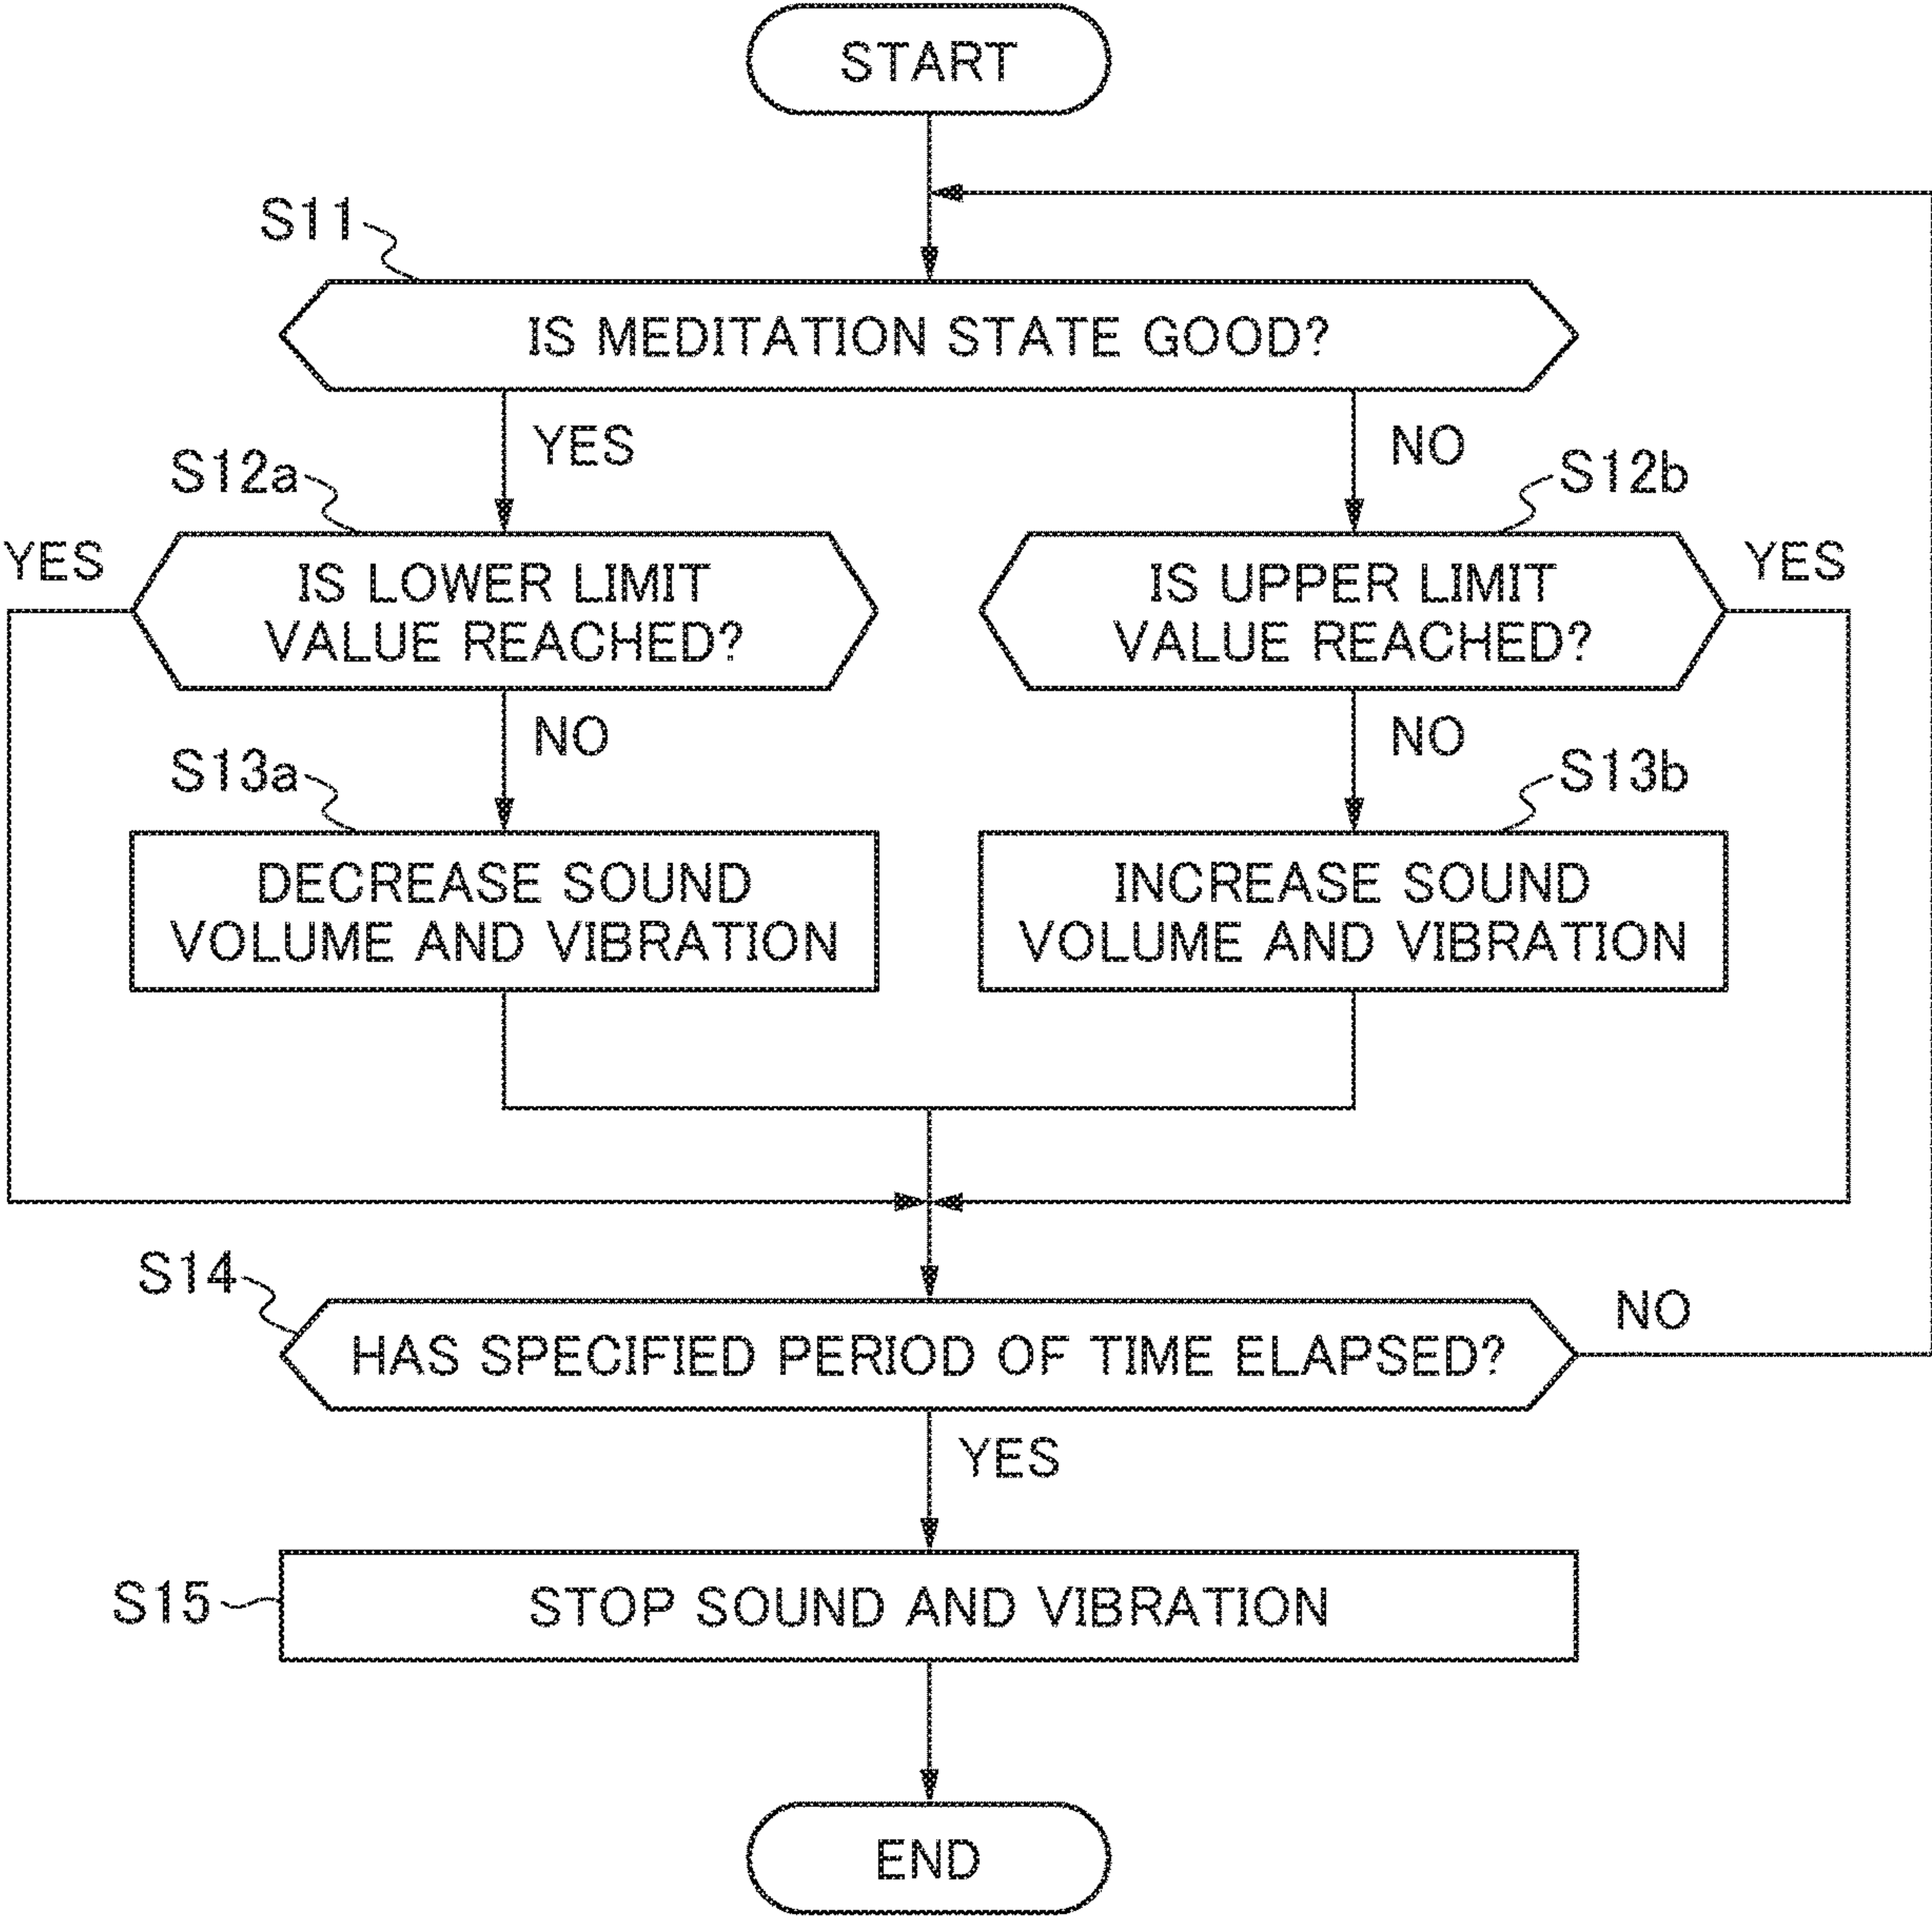 START
S11
IS MEDITATION STATE GOOD?
YES
NO
S12a
S12b
YES
IS LOWER LIMIT
VALUE REACHED?
IS UPPER LIMIT
VALUE REACHED?
YES
NO
NO
S13a
S13b
DECREASE SOUND
VOLUME AND VIBRATION
INCREASE SOUND
VOLUME AND VIBRATION
S14
HAS SPECIFIED PERIOD OF TIME ELAPSED?
NO
YES
S15
STOP SOUND AND VIBRATION
END